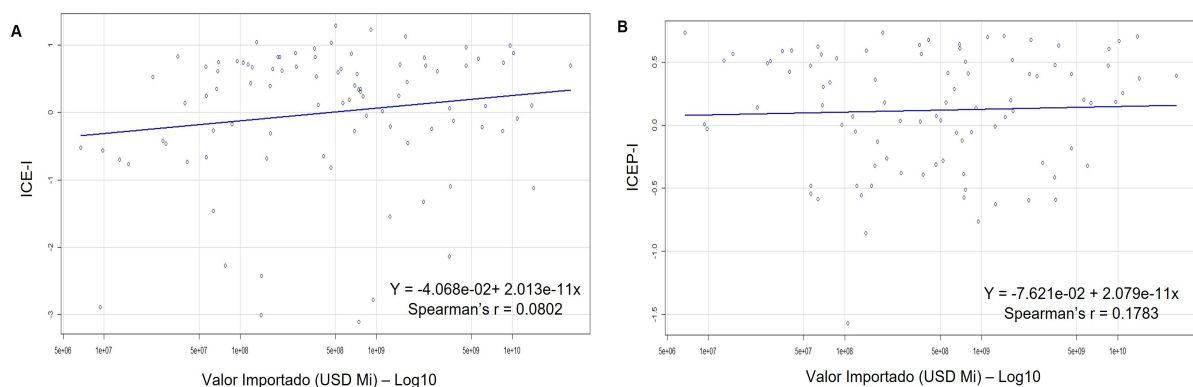 A
ICE-I
1
0
-1
-2
-3
Y = -4.068e-02+ 2.013e-11x
Spearman's r = 0.0802
5e+06 1e+07 5e+07 1e+08 5e+08 1e+09 5e+09 1e+10
Valor Importado (USD Mi) – Log10
B
ICEP-I
0.5
0.0
-0.5
-1.0
-1.5
Y = -7.621e-02 + 2.079e-11x
Spearman's r = 0.1783
5e+06 1e+07 5e+07 1e+08 5e+08 1e+09 5e+09 1e+10
Valor Importado (USD Mi) – Log10